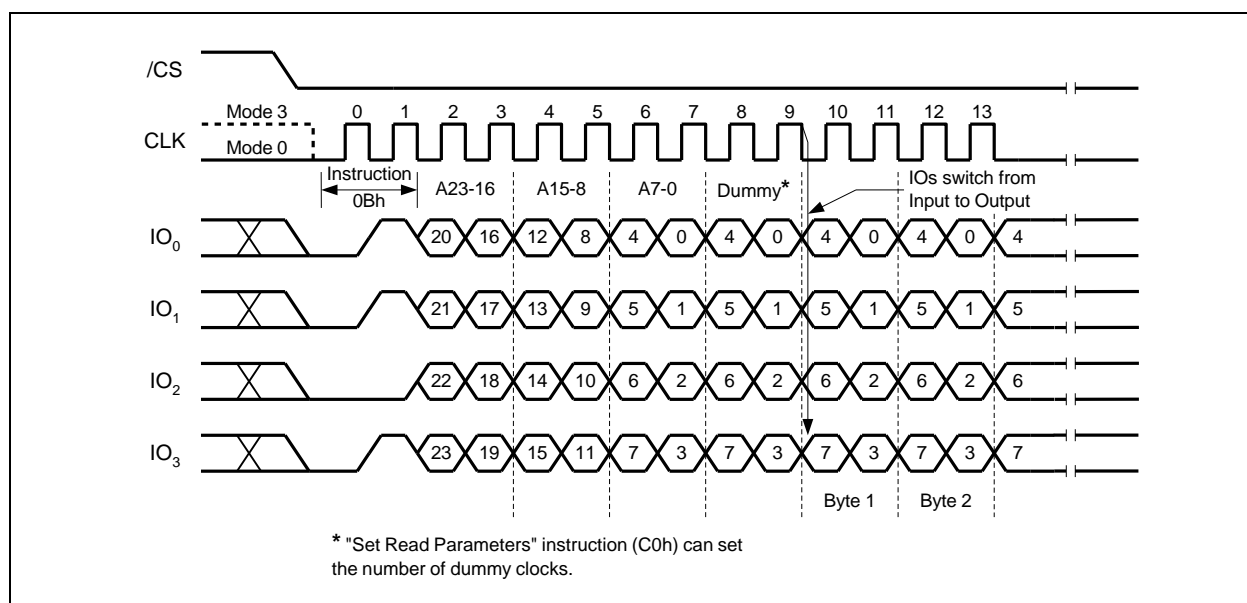 /CS
Mode 3 0 1 2 3 4 5 6 7 8 9 10 11 12 13
CLK
Mode 0
Instruction
0Bh
A23-16 A15-8 A7-0 Dummy*
IOs switch from
Input to Output
IO0 20 16 12 8 4 0 4 0 4 0 4 0 4
IO1 21 17 13 9 5 1 5 1 5 1 5 1 5
IO2 22 18 14 10 6 2 6 2 6 2 6 2 6
IO3 23 19 15 11 7 3 7 3 7 3 7 3 7
Byte 1 Byte 2
* "Set Read Parameters" instruction (C0h) can set
the number of dummy clocks.